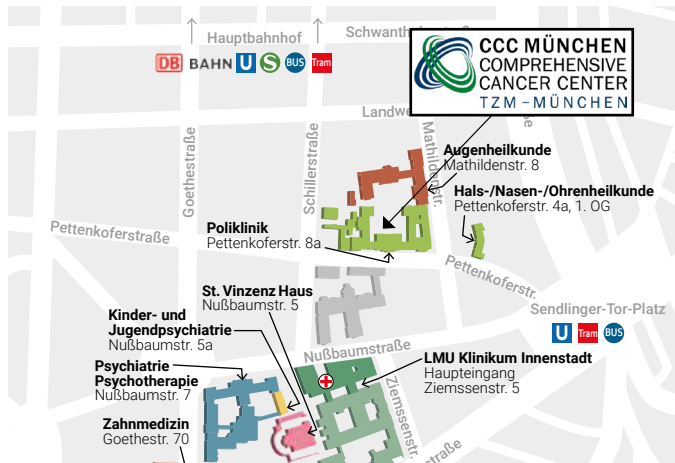 Hauptbahnhof
DB BAHN U S BUS Tram
CCC MÜNCHEN
COMPREHENSIVE
CANCER CENTER
TZM – MÜNCHEN
Goethestraße
Schillerstraße
Mathildenstr.
Augenheilkunde
Mathildenstr. 8
Hals-/Nasen-/Ohrenheilkunde
Pettenkoferstr. 4a, 1. OG
Pettenkoferstraße
Poliklinik
Pettenkoferstr. 8a
Pettenkoferstr.
St. Vinzenz Haus
Nußbaumstr. 5
Sendlinger-Tor-Platz
U Tram BUS
Kinder- und
Jugendpsychiatrie
Nußbaumstr. 5a
Nußbaumstraße
Psychiatrie
Psychotherapie
Nußbaumstr. 7
LMU Klinikum Innenstadt
Haupteingang
Ziemssenstr. 5
Ziemssenstr.
Zahnmedizin
Goethestr. 70